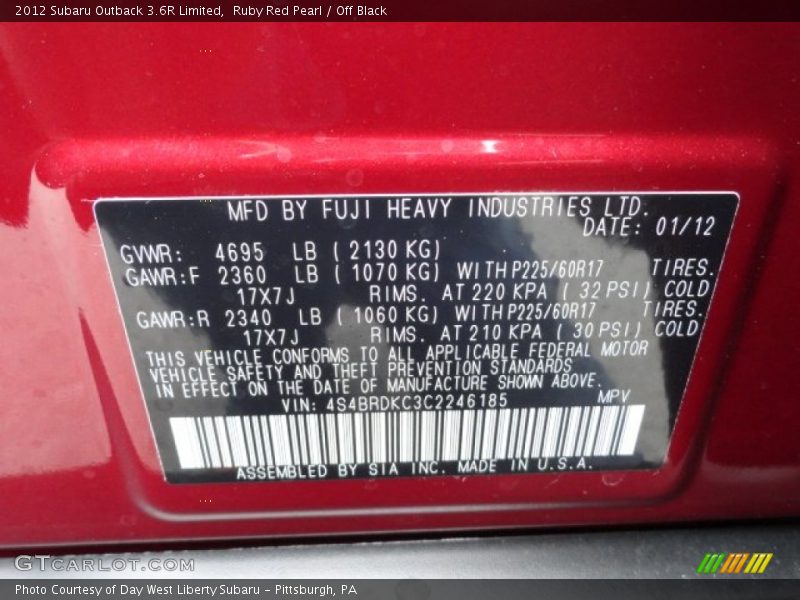 2012 Subaru Outback 3.6R Limited,  Ruby Red Pearl / Off Black
MFD BY FUJI HEAVY INDUSTRIES LTD.
DATE: 01/12
GVWR: 4695 LB ( 2130 KG)
GAWR:F 2360 LB ( 1070 KG) WITH P225/60R17 TIRES.
17X7J RIMS. AT 220 KPA ( 32 PSI) COLD
GAWR:R 2340 LB ( 1060 KG) WITH P225/60R17 TIRES.
17X7J RIMS. AT 210 KPA ( 30 PSI) COLD
THIS VEHICLE CONFORMS TO ALL APPLICABLE FEDERAL MOTOR
VEHICLE SAFETY AND THEFT PREVENTION STANDARDS
IN EFFECT ON THE DATE OF MANUFACTURE SHOWN ABOVE.
VIN: 4S4BRDKC3C2246185 MPV
ASSEMBLED BY SIA INC. MADE IN U.S.A.
GTCARLOT.COM
Photo Courtesy of Day West Liberty Subaru - Pittsburgh, PA